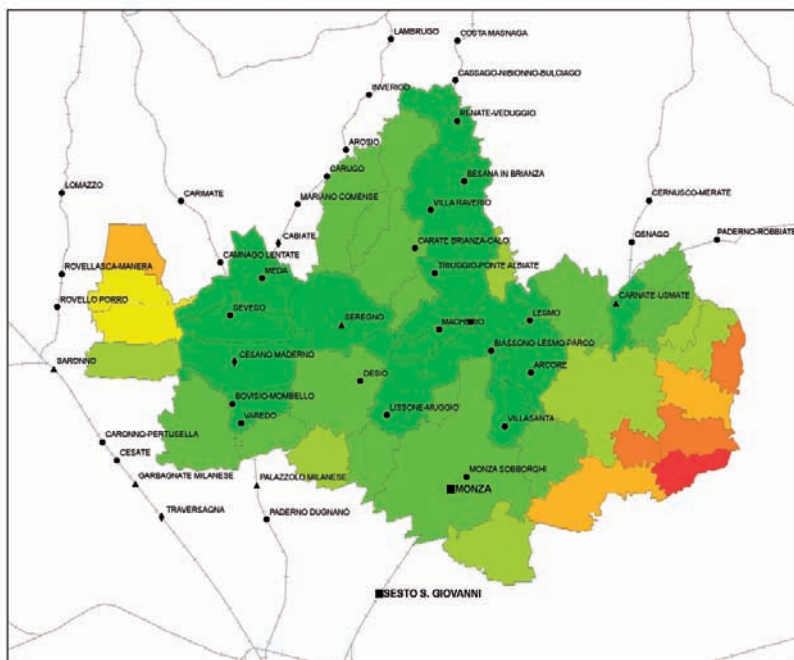 LAMBRUGO
COSTA MASNAGA
CASSAGO-NIBIONNO-BULCIAGO
INVERIGO
RENATE-VEDUGGIO
AROSIO
CARUGO
BESANA IN BRIANZA
LOMAZZO
CARIMATE
MARIANO COMENSE
VILLA RAVERIO
CERNUSCO-MERATE
CABIATE
CARATE BRIANZA-CALO
OSNAGO
PADERNO-ROBBIATE
CAMNAGO LENTATE
ROVELLASCA-MANERA
MEDA
TRIUGGIO-PONTE ALBIATE
ROVELLO PORRO
CARNATE-USMATE
SEVESO
SEREGNO
MACHERIO
LESMO
BIASSONO-LESMO-PARCO
SARONNO
CESANO MADERNO
DESIO
ARCORE
BOVISIO-MOMBELLO
LISSONE-MUGGIO
VAREDO
VILLASANTA
CARONNO-PERTUSELLA
CESATE
GARBAGNATE MILANESE
PALAZZOLO MILANESE
MONZA SOBBORGHI
MONZA
TRAVERSAGNA
PADERNO DUGNANO
SESTO S. GIOVANNI